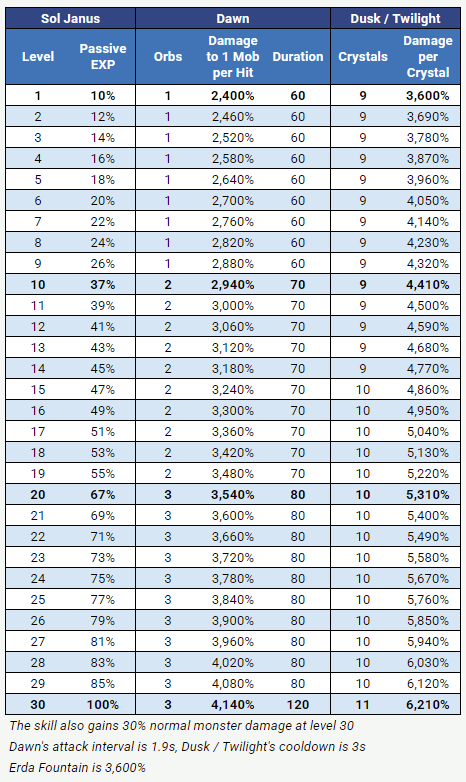 Sol Janus Dawn Dusk / Twilight
Level Passive EXP Orbs Damage to 1 Mob per Hit Duration Crystals Damage per Crystal
1 10% 1 2,400% 60 9 3,600%
2 12% 1 2,460% 60 9 3,690%
3 14% 1 2,520% 60 9 3,780%
4 16% 1 2,580% 60 9 3,870%
5 18% 1 2,640% 60 9 3,960%
6 20% 1 2,700% 60 9 4,050%
7 22% 1 2,760% 60 9 4,140%
8 24% 1 2,820% 60 9 4,230%
9 26% 1 2,880% 60 9 4,320%
10 37% 2 2,940% 70 9 4,410%
11 39% 2 3,000% 70 9 4,500%
12 41% 2 3,060% 70 9 4,590%
13 43% 2 3,120% 70 9 4,680%
14 45% 2 3,180% 70 9 4,770%
15 47% 2 3,240% 70 10 4,860%
16 49% 2 3,300% 70 10 4,950%
17 51% 2 3,360% 70 10 5,040%
18 53% 2 3,420% 70 10 5,130%
19 55% 2 3,480% 70 10 5,220%
20 67% 3 3,540% 80 10 5,310%
21 69% 3 3,600% 80 10 5,400%
22 71% 3 3,660% 80 10 5,490%
23 73% 3 3,720% 80 10 5,580%
24 75% 3 3,780% 80 10 5,670%
25 77% 3 3,840% 80 10 5,760%
26 79% 3 3,900% 80 10 5,850%
27 81% 3 3,960% 80 10 5,940%
28 83% 3 4,020% 80 10 6,030%
29 85% 3 4,080% 80 10 6,120%
30 100% 3 4,140% 120 11 6,210%
The skill also gains 30% normal monster damage at level 30
Dawn's attack interval is 1.9s, Dusk / Twilight's cooldown is 3s
Erda Fountain is 3,600%